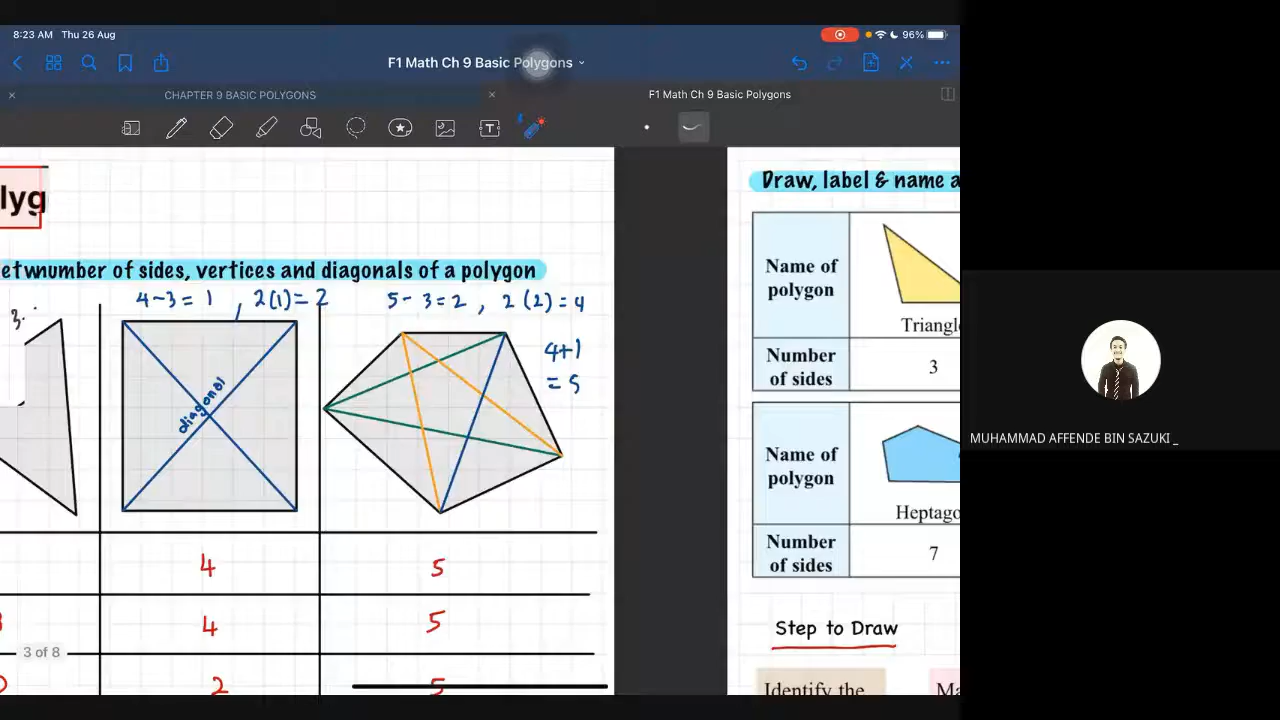 8:23 AM Thu 26 Aug
96%
F1 Math Ch 9 Basic Polygons
CHAPTER 9 BASIC POLYGONS
F1 Math Ch 9 Basic Polygons
lyg
etwnumber of sides, vertices and diagonals of a polygon
4-3=1 , 2(1)=2
5-3=2 , 2(2)=4
4+1
=5
3.
diagonal
4
5
4
5
3 of 8
2
5
Draw, label & name a
Name of
polygon
Triangle
Number
of sides
3
Name of
polygon
Heptago
Number
of sides
7
Step to Draw
Identify the
Ma
MUHAMMAD AFFENDE BIN SAZUKI _